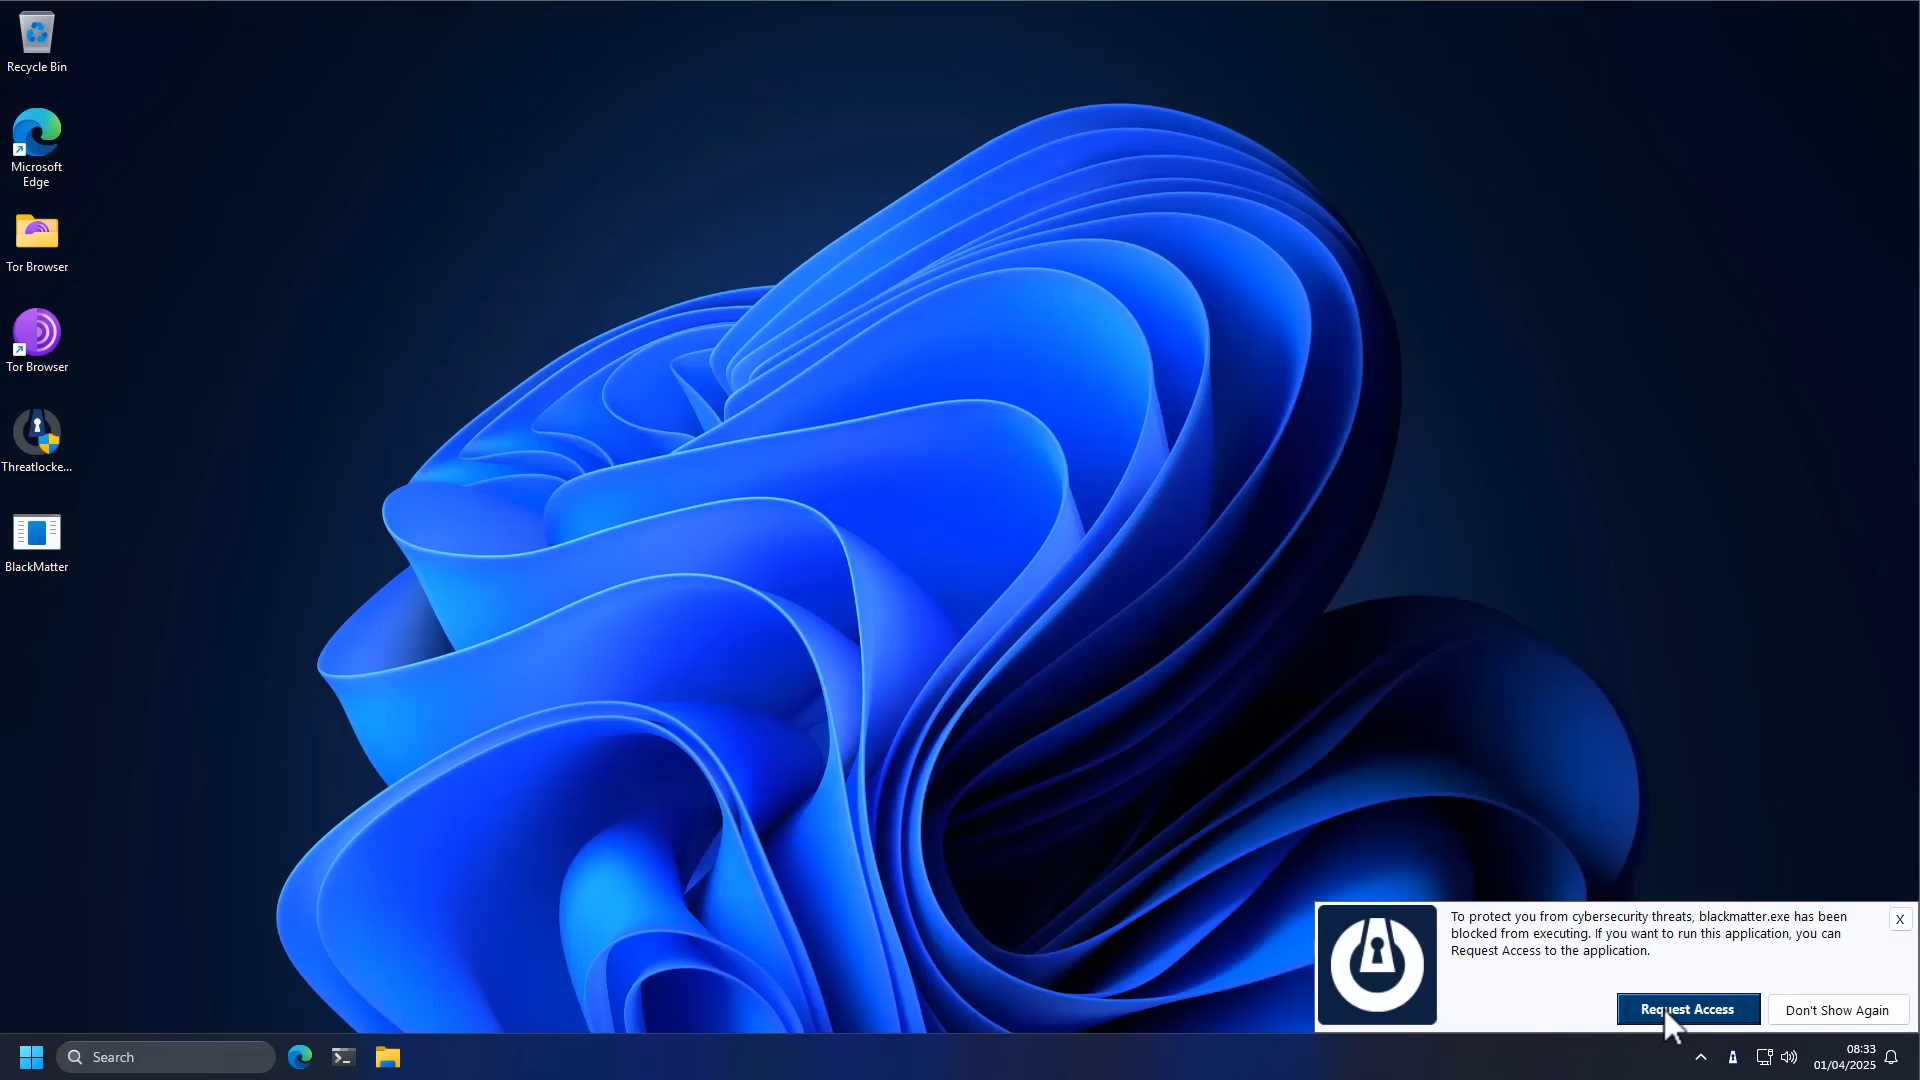 Recycle Bin
Microsoft
Edge
Tor Browser
Tor Browser
Threatlocke...
BlackMatter
To protect you from cybersecurity threats, blackmatter.exe has been
blocked from executing. If you want to run this application, you can
Request Access to the application.
X
Request Access
Don't Show Again
Search
08:33
01/04/2025